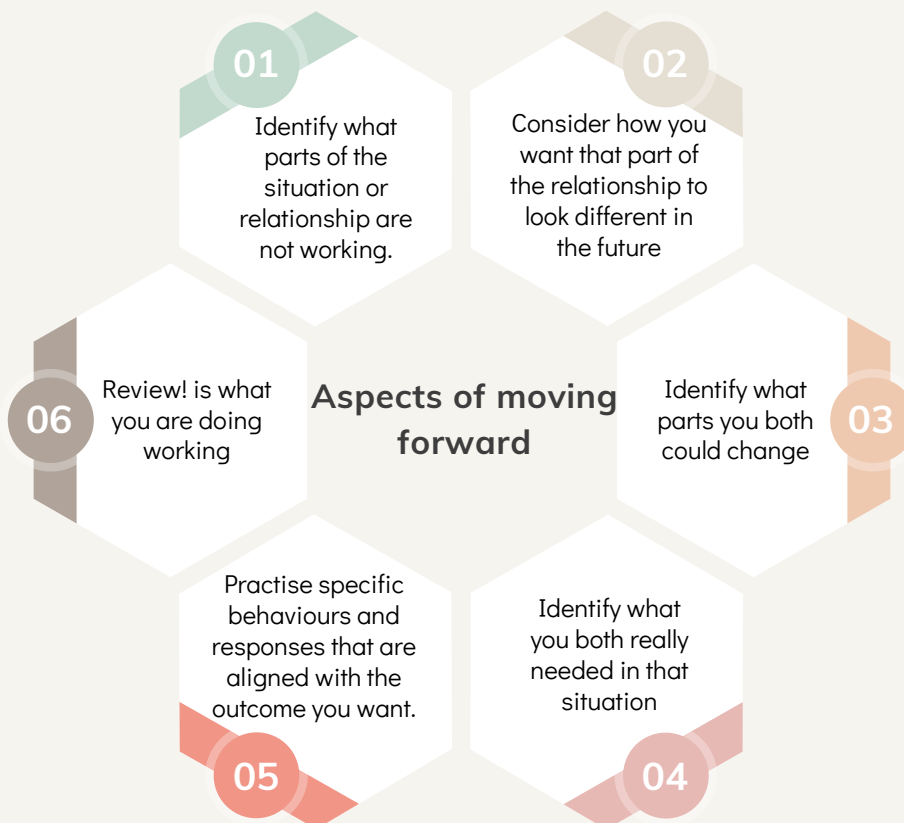 01
Identify what
parts of the
situation or
relationship are
not working.
02
Consider how you
want that part of
the relationship to
look different in
the future
03
Identify what
parts you both
could change
04
Identify what
you both really
needed in that
situation
05
Practise specific
behaviours and
responses that are
aligned with the
outcome you want.
06
Review! is what
you are doing
working
Aspects of moving
forward